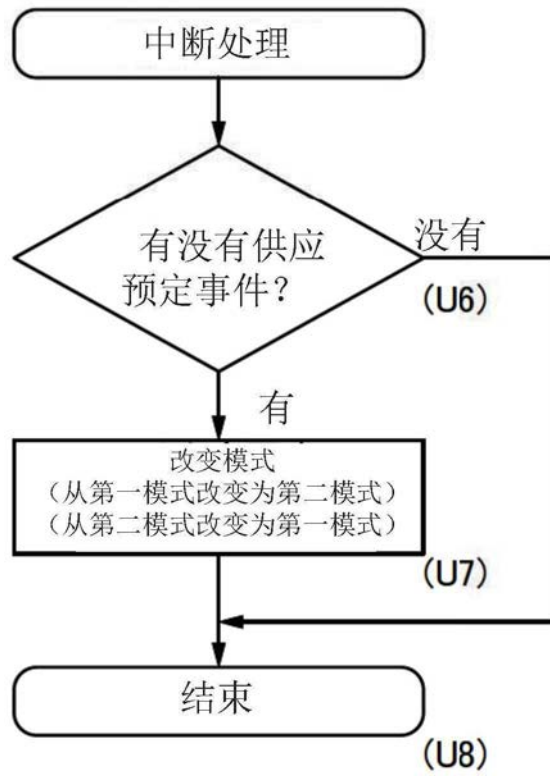 中断处理
有没有供应
预定事件？
没有
(U6)
有
改变模式
（从第一模式改变为第二模式）
（从第二模式改变为第一模式）
(U7)
结束
(U8)